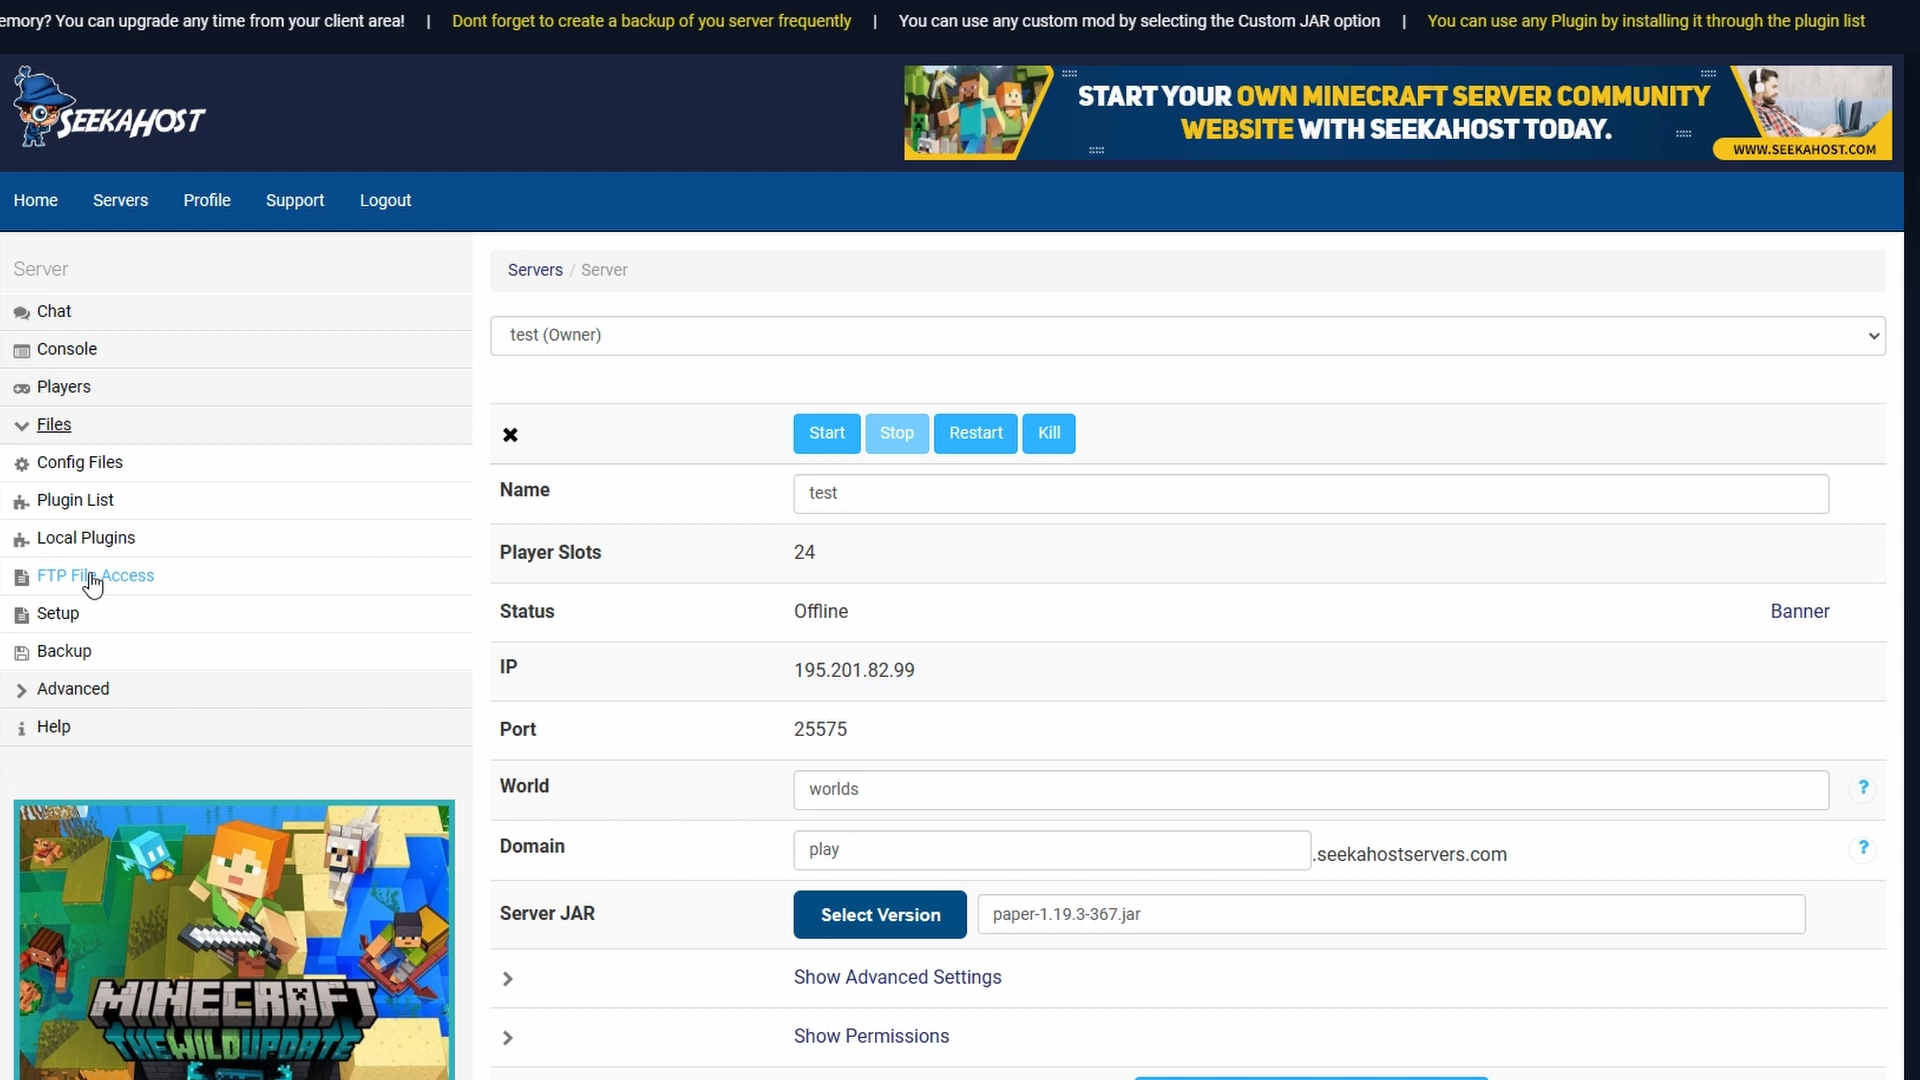 emory? You can upgrade any time from your client area! | Dont forget to create a backup of you server frequently | You can use any custom mod by selecting the Custom JAR option | You can use any Plugin by installing it through the plugin list
SEEKAHOST
START YOUR OWN MINECRAFT SERVER COMMUNITY
WEBSITE WITH SEEKAHOST TODAY.
WWW.SEEKAHOST.COM
Home Servers Profile Support Logout
Server
Chat
Console
Players
Files
Config Files
Plugin List
Local Plugins
FTP File Access
Setup
Backup
Advanced
Help
MINECRAFT
THE WILD UPDATE
Servers / Server
test (Owner)
Start Stop Restart Kill
Name test
Player Slots 24
Status Offline Banner
IP 195.201.82.99
Port 25575
World worlds ?
Domain play .seekahostservers.com ?
Server JAR Select Version paper-1.19.3-367.jar
Show Advanced Settings
Show Permissions